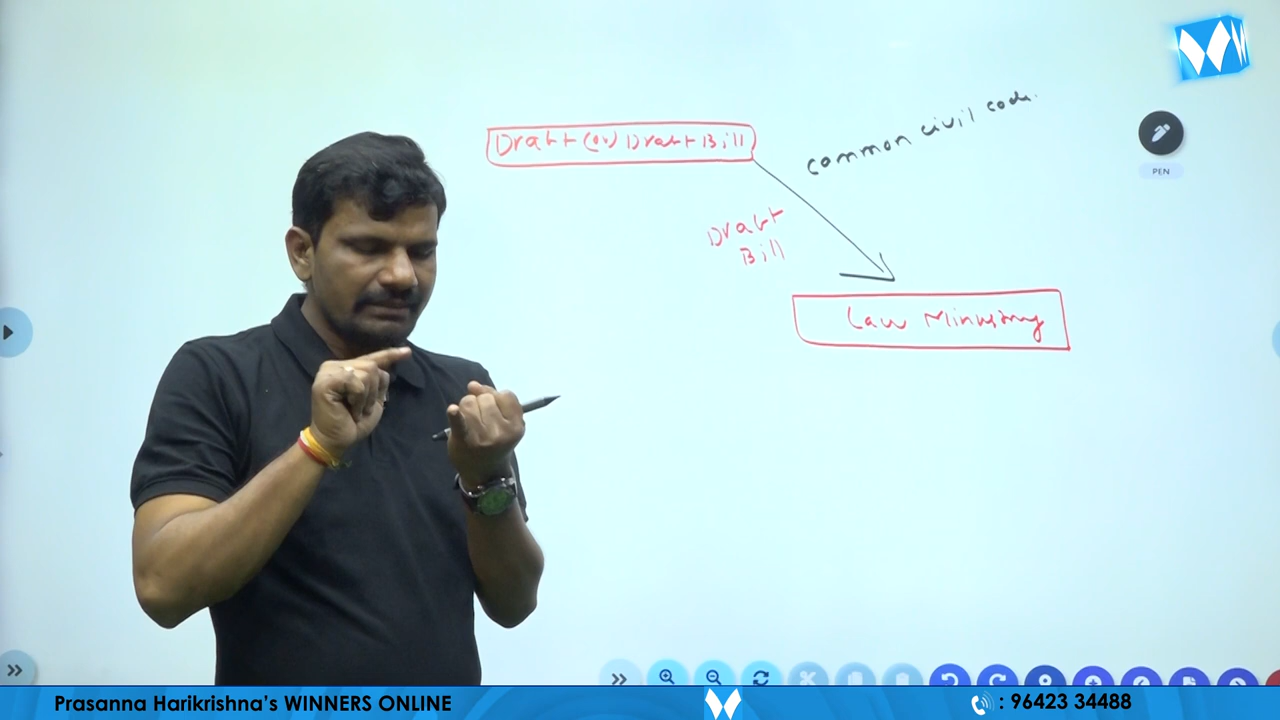 Draft (or) Draft Bill
common civil code.
PEN
Draft
Bill
Law Ministry
Prasanna Harikrishna's WINNERS ONLINE
: 96423 34488